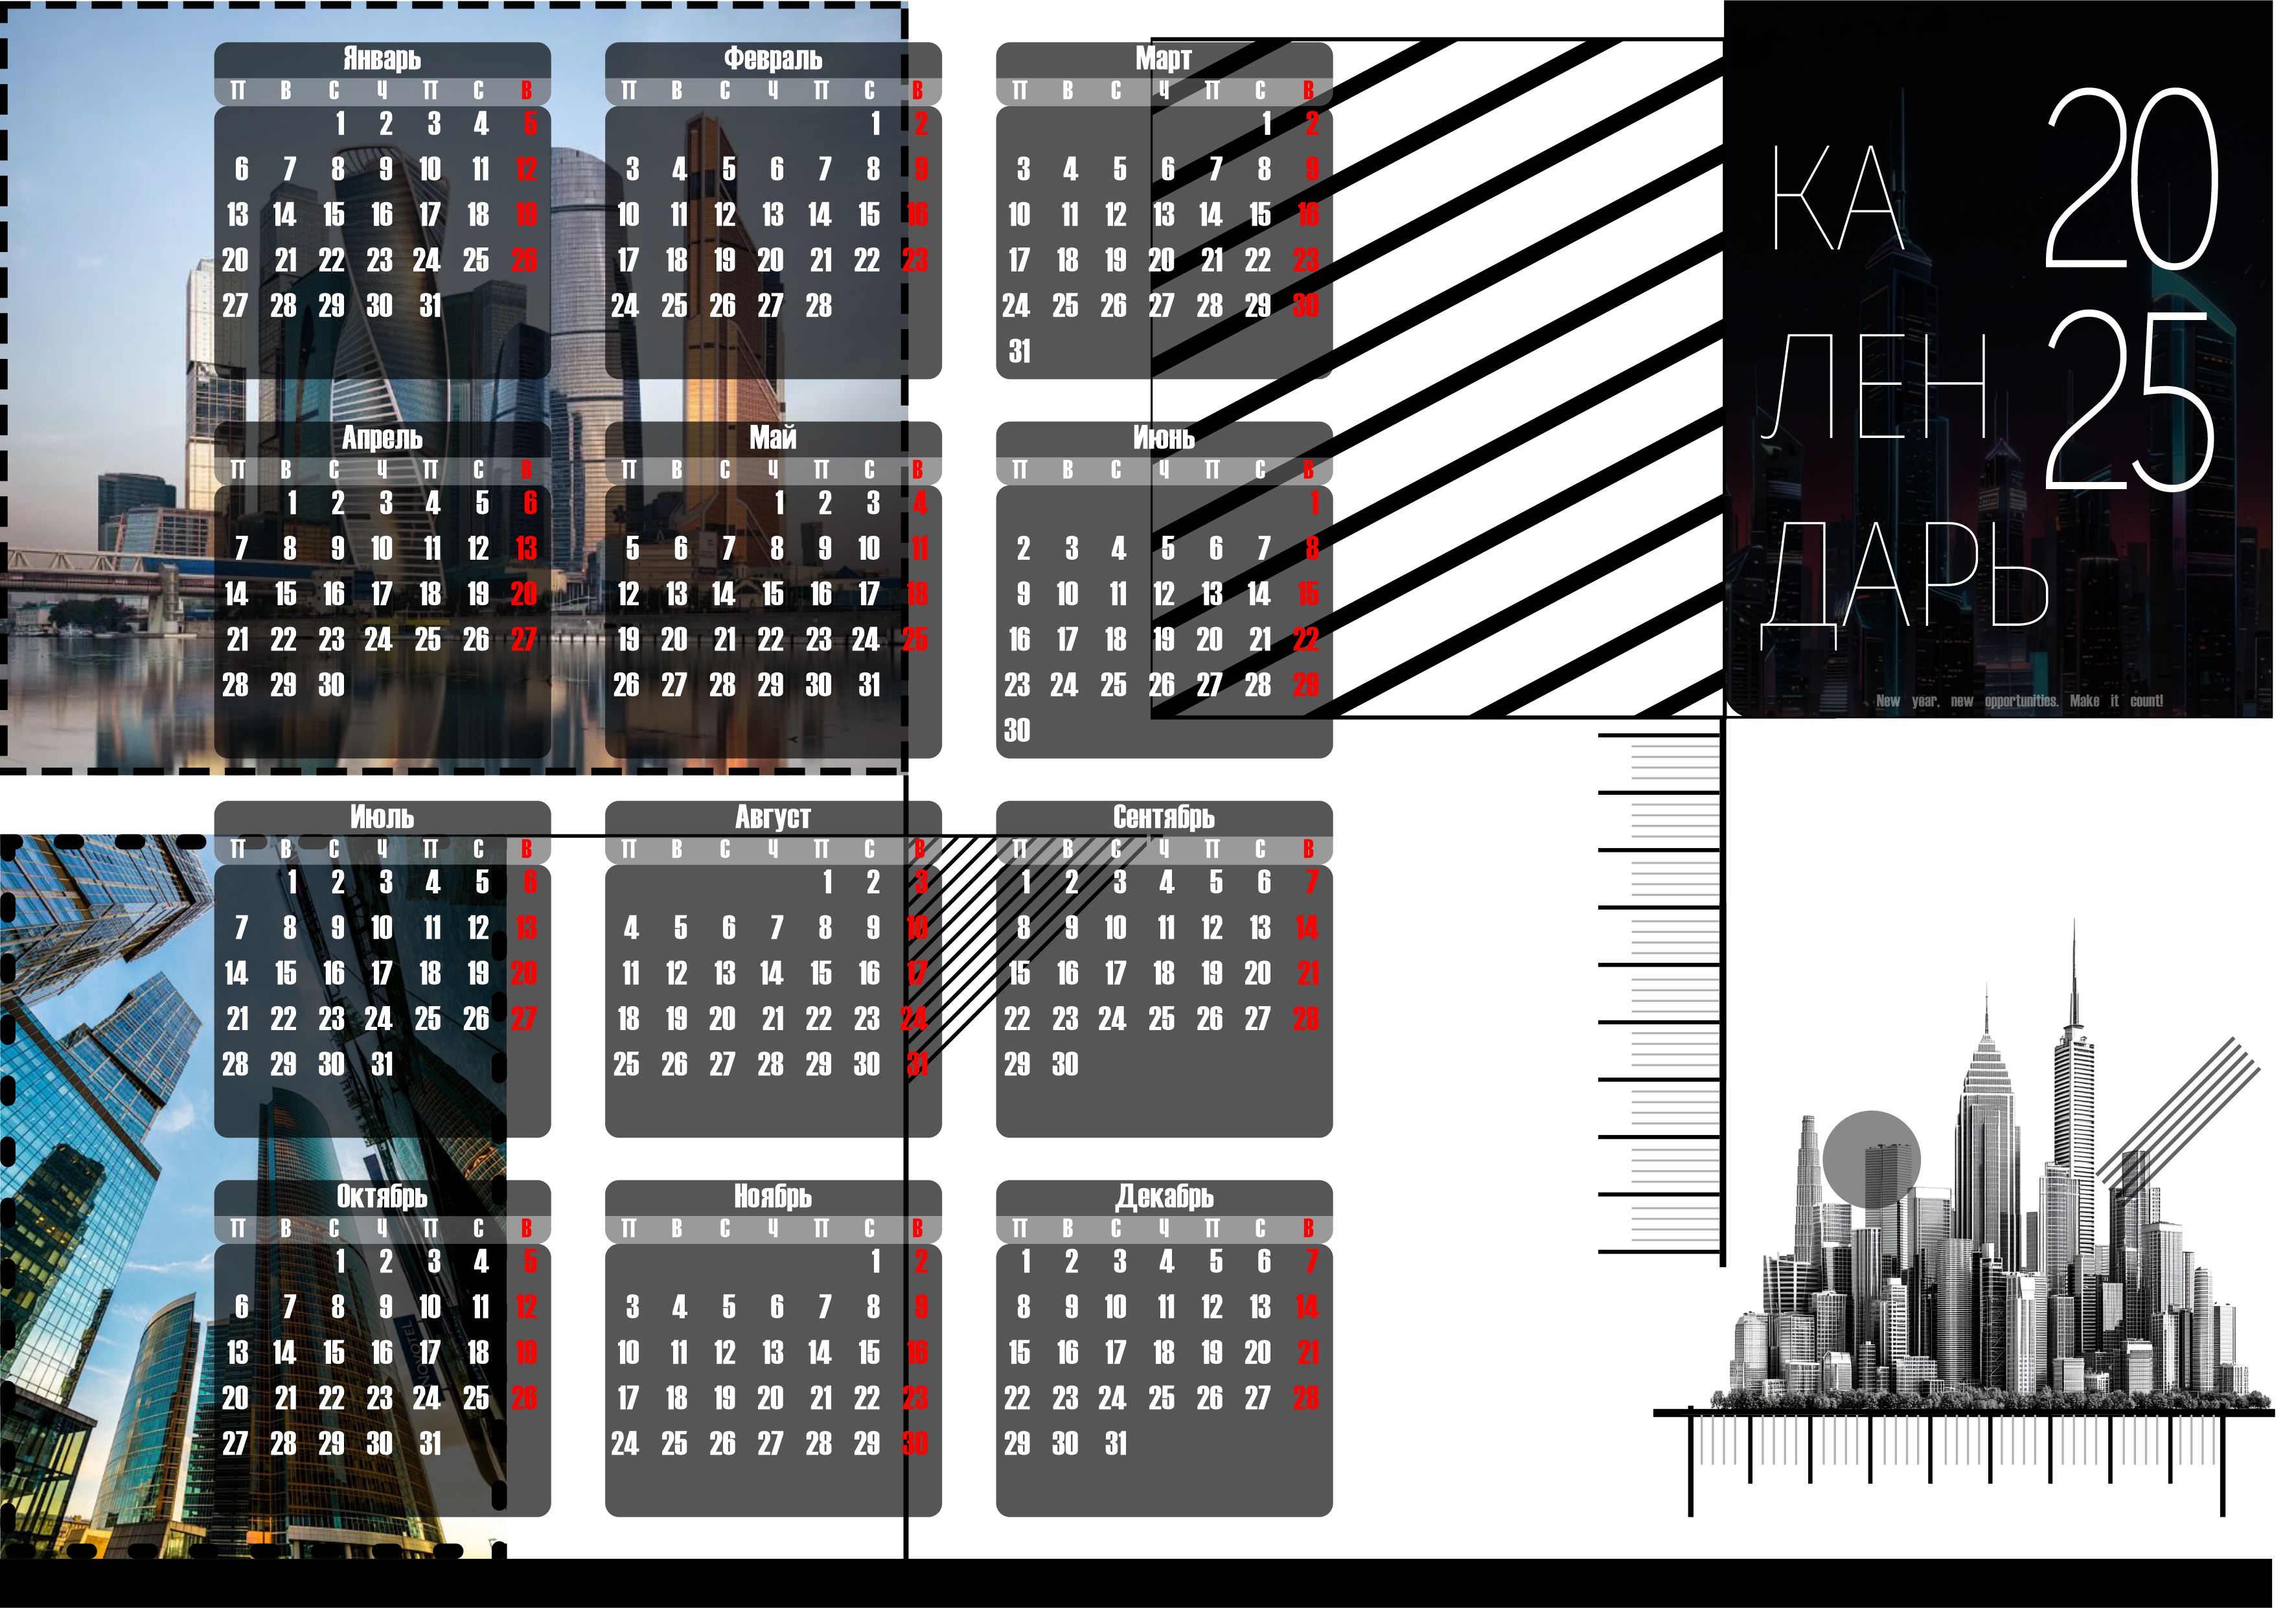 Январь
П В С Ч П С В
1 2 3 4 5
6 7 8 9 10 11 12
13 14 15 16 17 18 19
20 21 22 23 24 25 26
27 28 29 30 31
Февраль
П В С Ч П С В
1 2
3 4 5 6 7 8 9
10 11 12 13 14 15 16
17 18 19 20 21 22 23
24 25 26 27 28
Март
П В С Ч П С В
1 2
3 4 5 6 7 8 9
10 11 12 13 14 15 16
17 18 19 20 21 22 23
24 25 26 27 28 29 30
31
Апрель
П В С Ч П С В
1 2 3 4 5 6
7 8 9 10 11 12 13
14 15 16 17 18 19 20
21 22 23 24 25 26 27
28 29 30
Май
П В С Ч П С В
1 2 3 4
5 6 7 8 9 10 11
12 13 14 15 16 17 18
19 20 21 22 23 24 25
26 27 28 29 30 31
Июнь
П В С Ч П С В
1
2 3 4 5 6 7 8
9 10 11 12 13 14 15
16 17 18 19 20 21 22
23 24 25 26 27 28 29
30
Июль
П В С Ч П С В
1 2 3 4 5 6
7 8 9 10 11 12 13
14 15 16 17 18 19 20
21 22 23 24 25 26 27
28 29 30 31
Август
П В С Ч П С В
1 2 3
4 5 6 7 8 9 10
11 12 13 14 15 16 17
18 19 20 21 22 23 24
25 26 27 28 29 30 31
Сентябрь
П В С Ч П С В
1 2 3 4 5 6 7
8 9 10 11 12 13 14
15 16 17 18 19 20 21
22 23 24 25 26 27 28
29 30
Октябрь
П В С Ч П С В
1 2 3 4 5
6 7 8 9 10 11 12
13 14 15 16 17 18 19
20 21 22 23 24 25 26
27 28 29 30 31
NOVOTEL
Ноябрь
П В С Ч П С В
1 2
3 4 5 6 7 8 9
10 11 12 13 14 15 16
17 18 19 20 21 22 23
24 25 26 27 28 29 30
Декабрь
П В С Ч П С В
1 2 3 4 5 6 7
8 9 10 11 12 13 14
15 16 17 18 19 20 21
22 23 24 25 26 27 28
29 30 31
КА
ЛЕН
ДАРЬ
20
25
New year, new opportunities. Make it count!